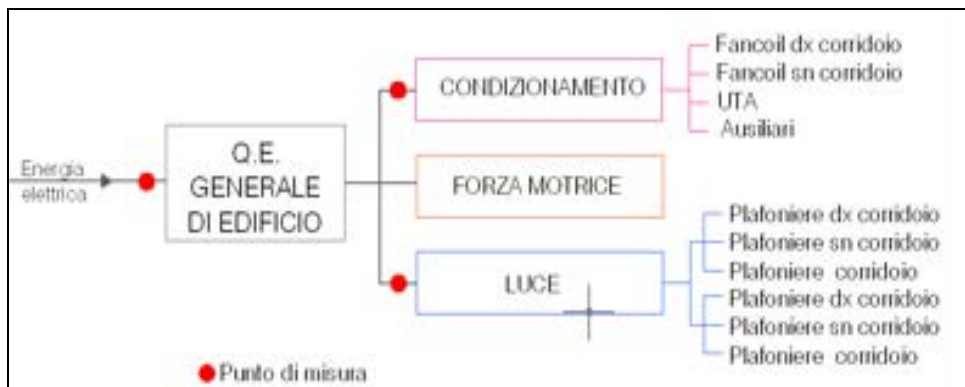 Energia
elettrica
Q.E.
GENERALE
DI EDIFICIO
CONDIZIONAMENTO
Fancoil dx corridoio
Fancoil sn corridoio
UTA
Ausiliari
FORZA MOTRICE
LUCE
Plafoniere dx corridoio
Plafoniere sn corridoio
Plafoniere corridoio
Plafoniere dx corridoio
Plafoniere sn corridoio
Plafoniere corridoio
Punto di misura